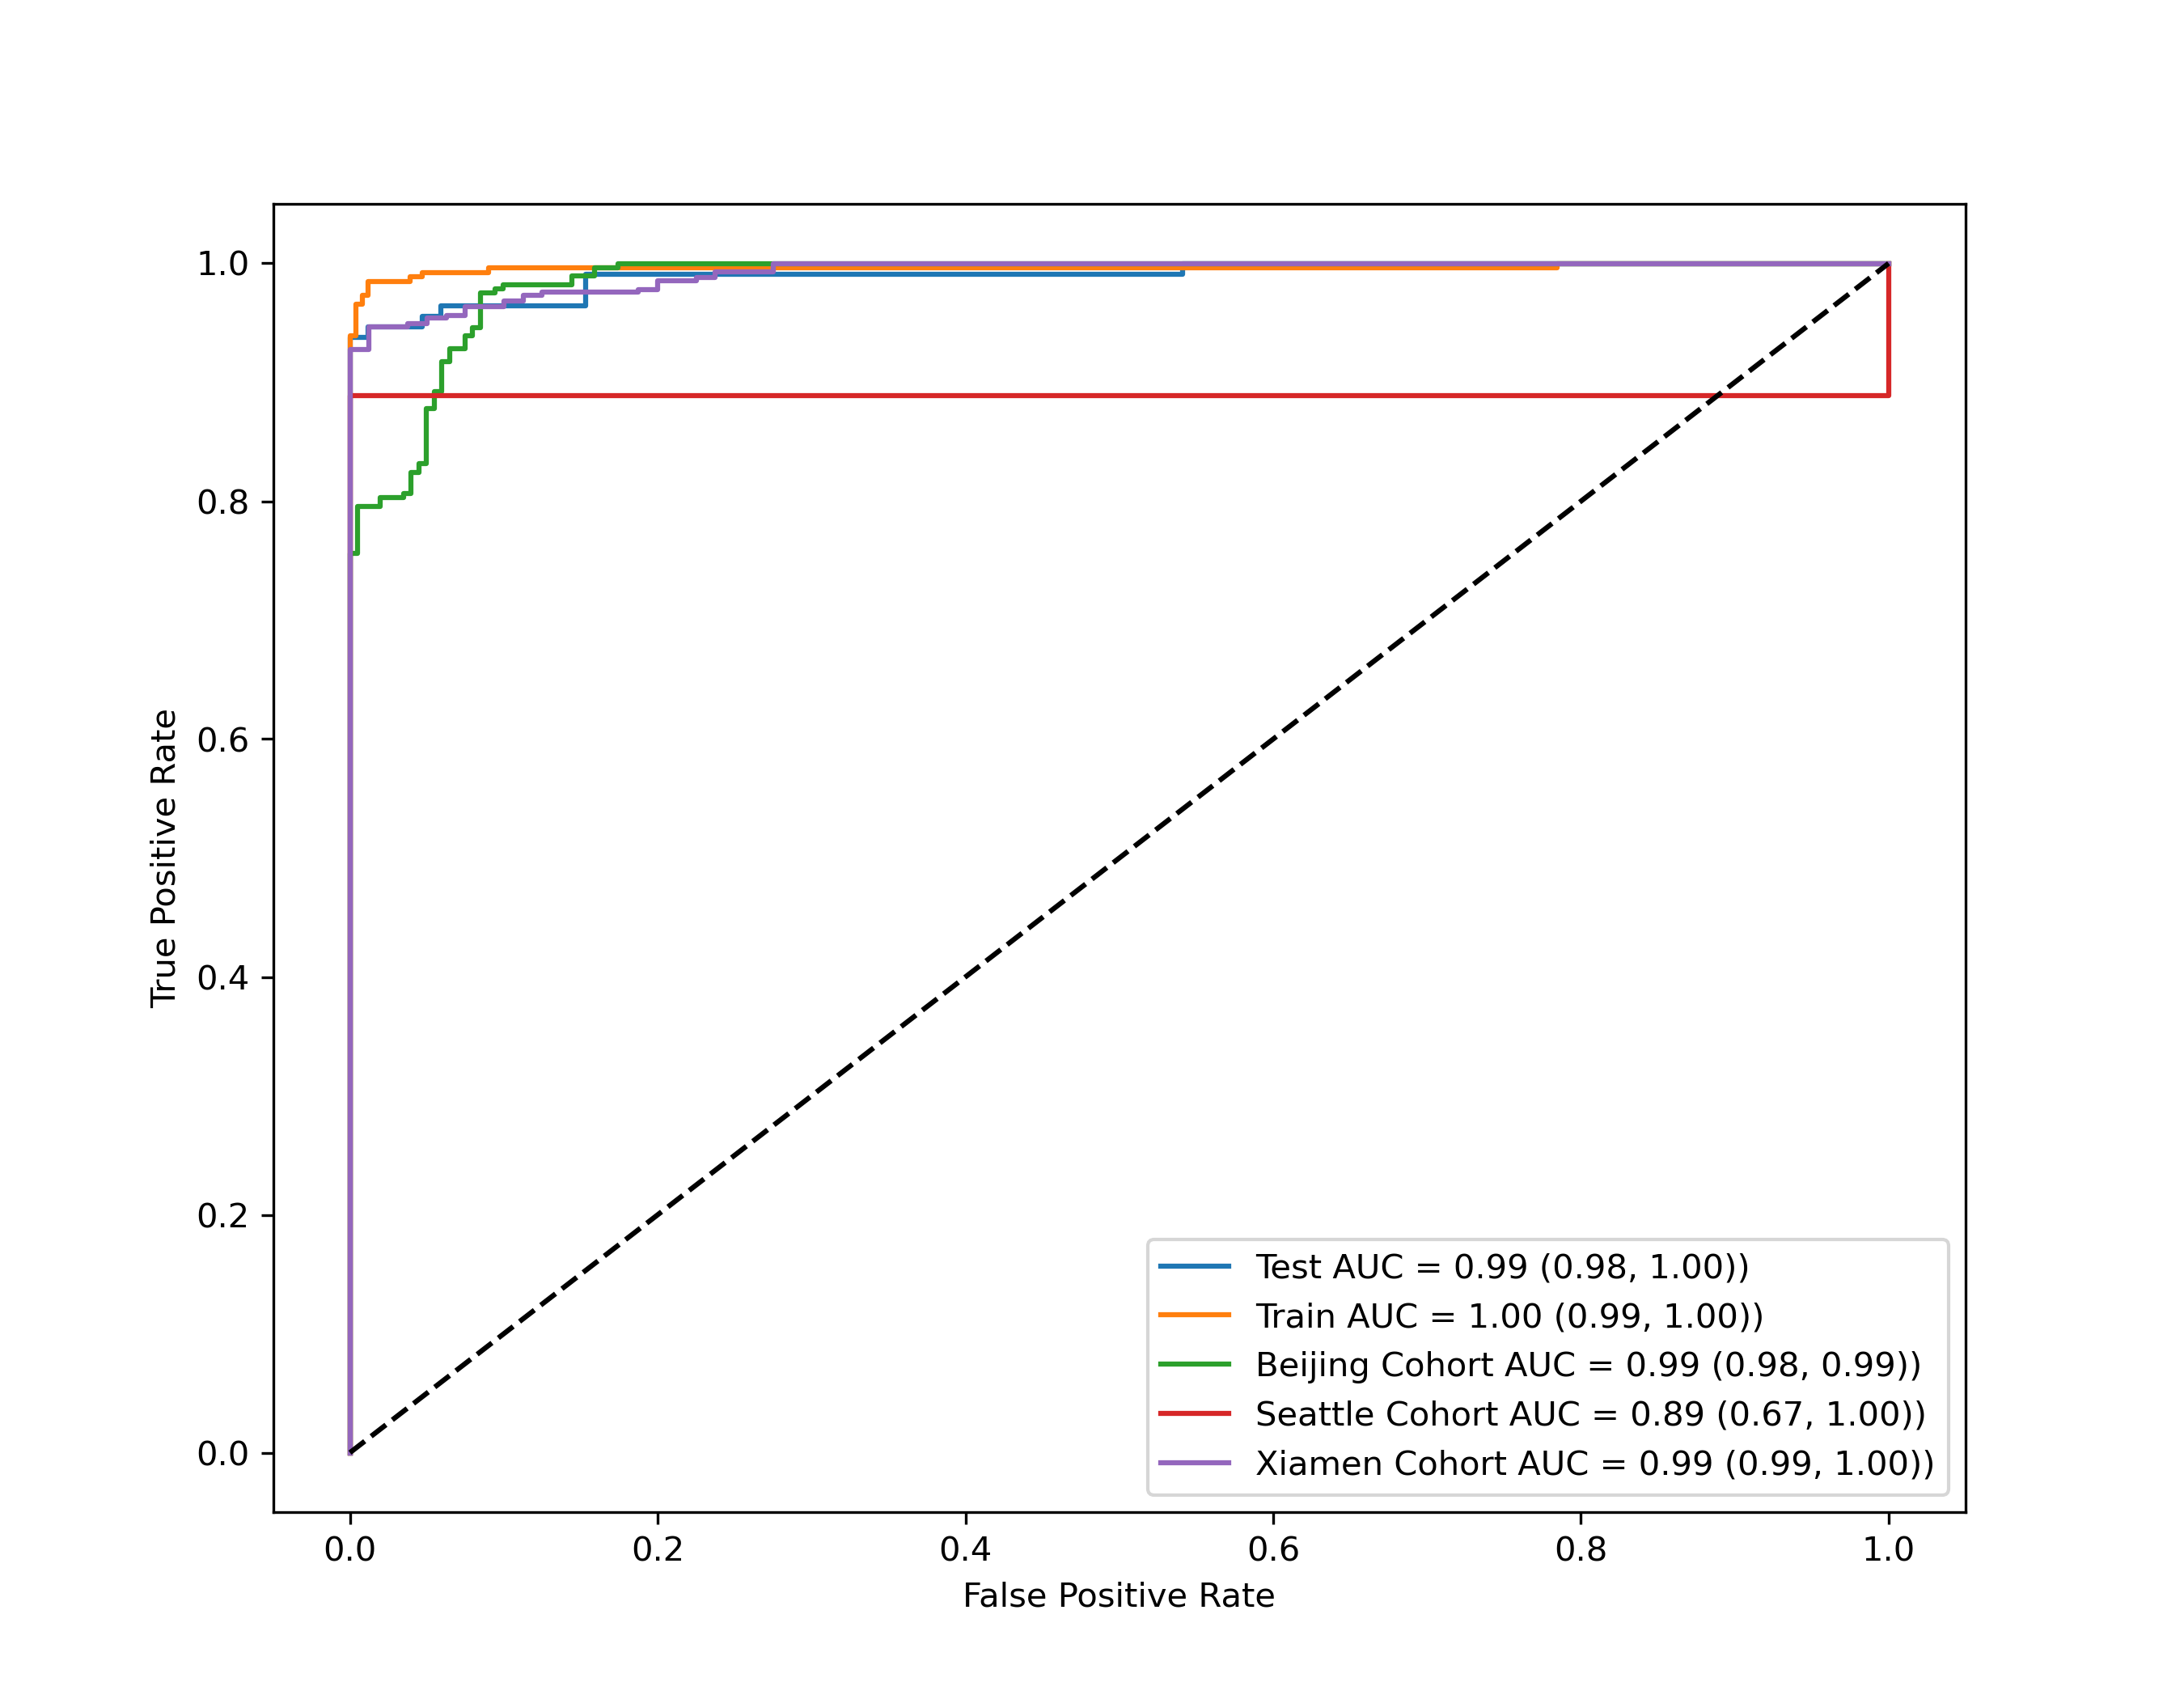 1.0
0.8
0.6
0.4
0.2
0.0
True Positive Rate
0.0 0.2 0.4 0.6 0.8 1.0
False Positive Rate
Test AUC = 0.99 (0.98, 1.00))
Train AUC = 1.00 (0.99, 1.00))
Beijing Cohort AUC = 0.99 (0.98, 0.99))
Seattle Cohort AUC = 0.89 (0.67, 1.00))
Xiamen Cohort AUC = 0.99 (0.99, 1.00))